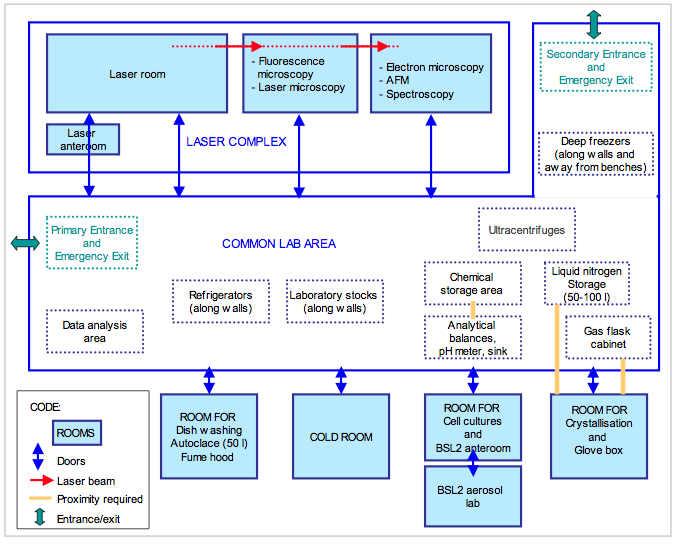 Secondary Entrance
and
Emergency Exit
Laser room
- Fluorescence
microscopy
- Laser microscopy
- Electron microscopy
- AFM
- Spectroscopy
Laser
anteroom
LASER COMPLEX
Deep freezers
(along walls and
away from benches)
Primary Entrance
and
Emergency Exit
COMMON LAB AREA
Ultracentrifuges
Refrigerators
(along walls)
Laboratory stocks
(along walls)
Chemical
storage area
Liquid nitrogen
Storage
(50-100 l)
Data analysis
area
Analytical
balances,
pH meter, sink
Gas flask
cabinet
CODE:
ROOMS
Doors
Laser beam
Proximity required
Entrance/exit
ROOM FOR
Dish washing
Autoclace (50 l)
Fume hood
COLD ROOM
ROOM FOR
Cell cultures
and
BSL2 anteroom
BSL2 aerosol
lab
ROOM FOR
Crystallisation
and
Glove box